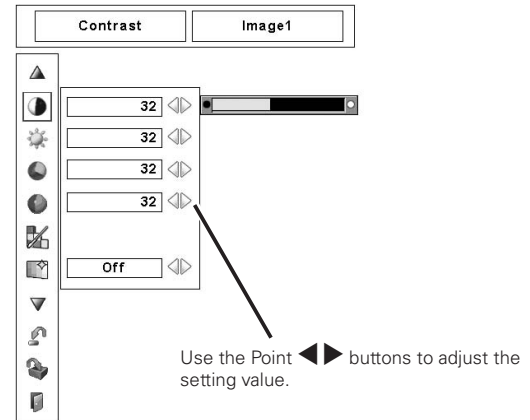 Contrast Image1
32
32
32
32
Off
Use the Point ◀▶ buttons to adjust the
setting value.